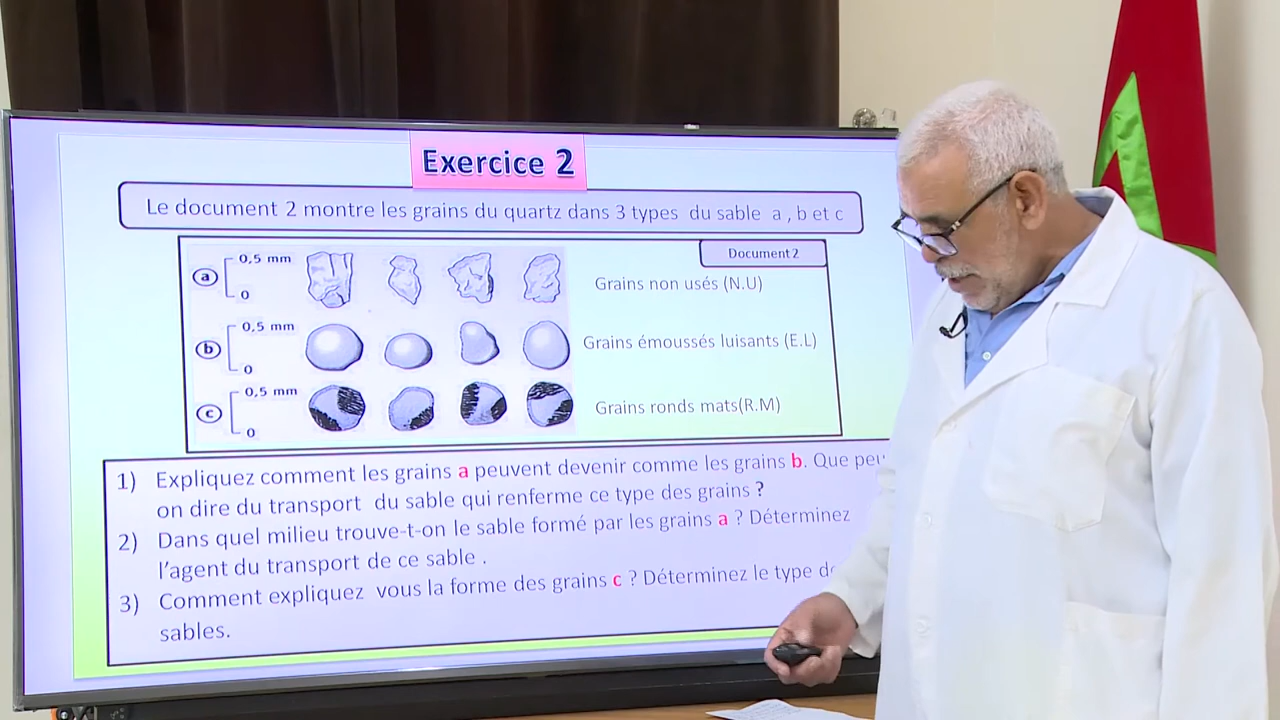 Exercice 2
Le document 2 montre les grains du quartz dans 3 types du sable a , b et c
Document 2
a 0,5 mm Grains non usés (N.U)
0
b 0,5 mm Grains émoussés luisants (E.L)
0
c 0,5 mm Grains ronds mats(R.M)
0
1) Expliquez comment les grains a peuvent devenir comme les grains b. Que
on dire du transport du sable qui renferme ce type des grains ?
2) Dans quel milieu trouve-t-on le sable formé par les grains a ? Déterminez
l'agent du transport de ce sable .
3) Comment expliquez vous la forme des grains c ? Déterminez le type
sables.